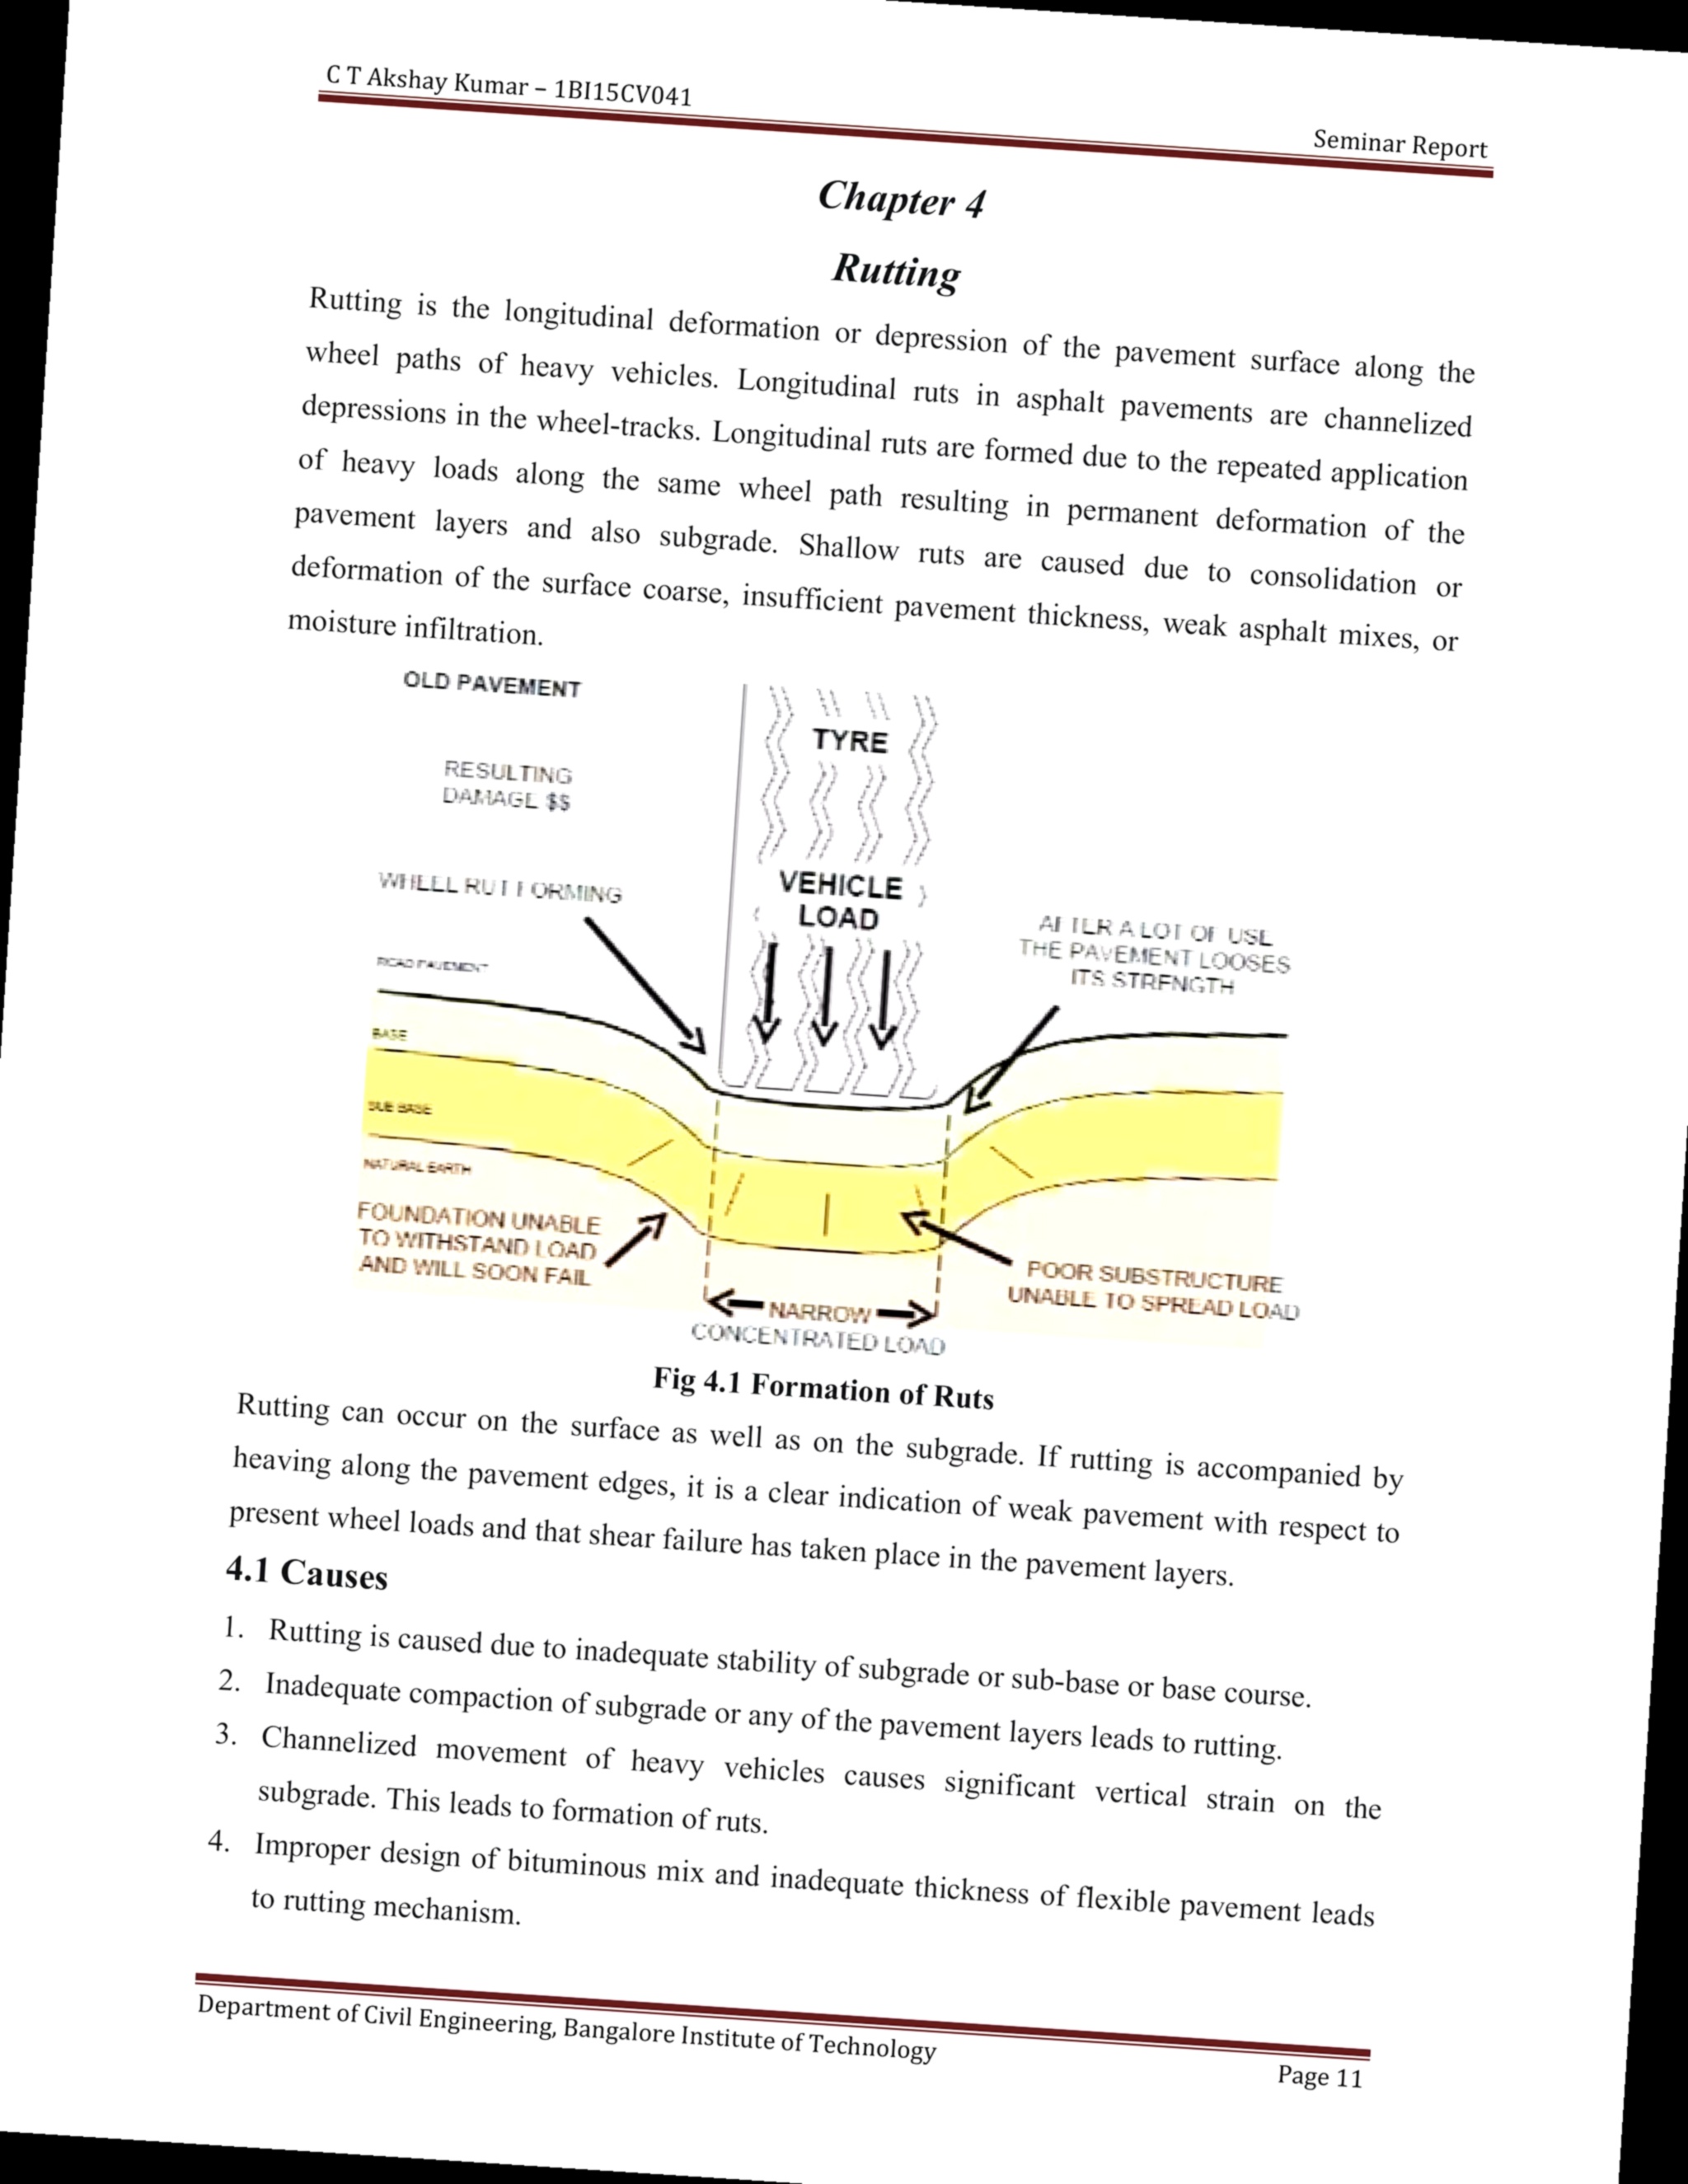 C T Akshay Kumar – 1BI15CV041
Seminar Report
Chapter 4
Rutting
Rutting is the longitudinal deformation or depression of the pavement surface along the
wheel paths of heavy vehicles. Longitudinal ruts in asphalt pavements are channelized
depressions in the wheel-tracks. Longitudinal ruts are formed due to the repeated application
of heavy loads along the same wheel path resulting in permanent deformation of the
pavement layers and also subgrade. Shallow ruts are caused due to consolidation or
deformation of the surface coarse, insufficient pavement thickness, weak asphalt mixes, or
moisture infiltration.
OLD PAVEMENT
TYRE
RESULTING
DAMAGE $$
WHEEL RUT FORMING
VEHICLE
LOAD
AFTER A LOT OF USE
THE PAVEMENT LOOSES
ITS STRENGTH
ROAD PAVEMENT
BASE
SUB BASE
NATURAL EARTH
FOUNDATION UNABLE
TO WITHSTAND LOAD
AND WILL SOON FAIL
POOR SUBSTRUCTURE
UNABLE TO SPREAD LOAD
NARROW
CONCENTRATED LOAD
Fig 4.1 Formation of Ruts
Rutting can occur on the surface as well as on the subgrade. If rutting is accompanied by
heaving along the pavement edges, it is a clear indication of weak pavement with respect to
present wheel loads and that shear failure has taken place in the pavement layers.
4.1 Causes
1. Rutting is caused due to inadequate stability of subgrade or sub-base or base course.
2. Inadequate compaction of subgrade or any of the pavement layers leads to rutting.
3. Channelized movement of heavy vehicles causes significant vertical strain on the
subgrade. This leads to formation of ruts.
4. Improper design of bituminous mix and inadequate thickness of flexible pavement leads
to rutting mechanism.
Department of Civil Engineering, Bangalore Institute of Technology
Page 11